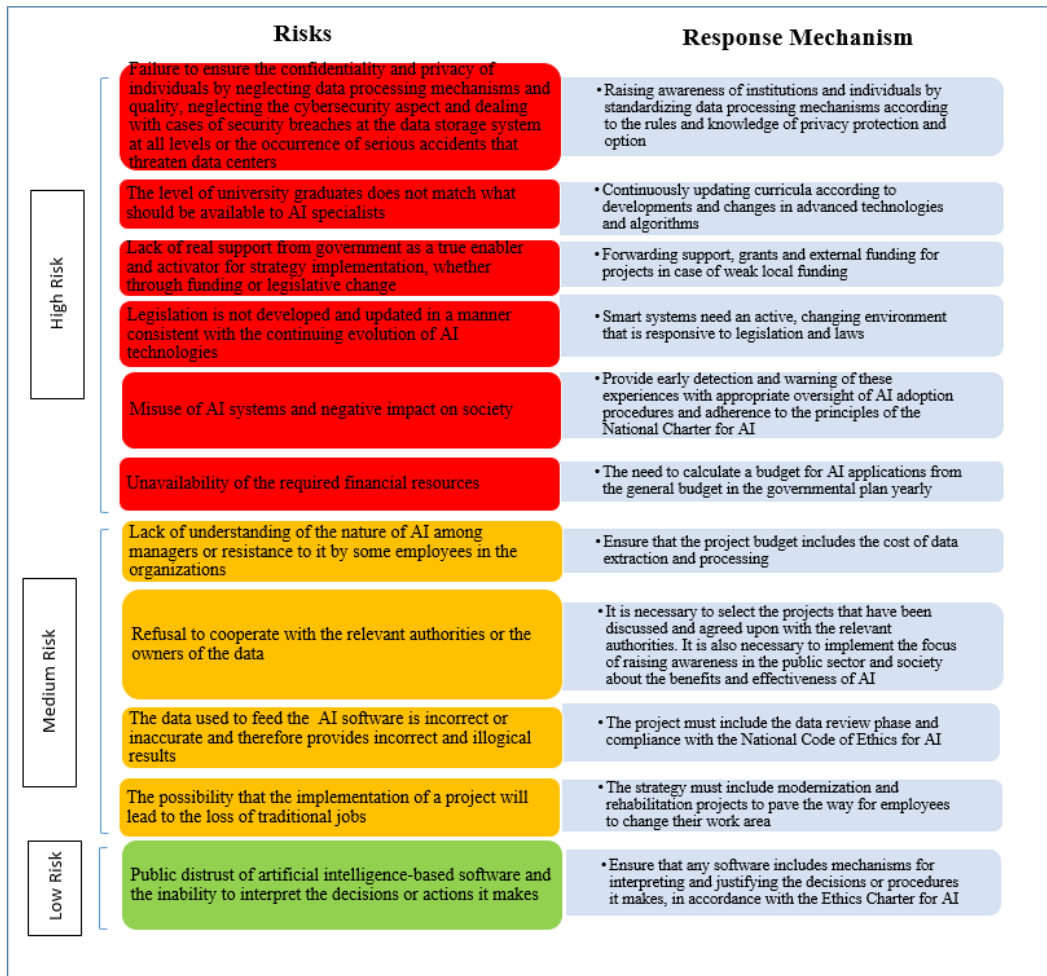 Risks
Response Mechanism
High Risk
Failure to ensure the confidentiality and privacy of
individuals by neglecting data processing mechanisms and
quality, neglecting the cybersecurity aspect and dealing
with cases of security breaches at the data storage system
at all levels or the occurrence of serious accidents that
threaten data centers
• Raising awareness of institutions and individuals by
standardizing data processing mechanisms according
to the rules and knowledge of privacy protection and
option
The level of university graduates does not match what
should be available to AI specialists
• Continuously updating curricula according to
developments and changes in advanced technologies
and algorithms
Lack of real support from government as a true enabler
and activator for strategy implementation, whether
through funding or legislative change
• Forwarding support, grants and external funding for
projects in case of weak local funding
Legislation is not developed and updated in a manner
consistent with the continuing evolution of AI
technologies
• Smart systems need an active, changing environment
that is responsive to legislation and laws
Misuse of AI systems and negative impact on society
• Provide early detection and warning of these
experiences with appropriate oversight of AI adoption
procedures and adherence to the principles of the
National Charter for AI
Unavailability of the required financial resources
• The need to calculate a budget for AI applications from
the general budget in the governmental plan yearly
Medium Risk
Lack of understanding of the nature of AI among
managers or resistance to it by some employees in the
organizations
• Ensure that the project budget includes the cost of data
extraction and processing
Refusal to cooperate with the relevant authorities or the
owners of the data
• It is necessary to select the projects that have been
discussed and agreed upon with the relevant
authorities. It is also necessary to implement the focus
of raising awareness in the public sector and society
about the benefits and effectiveness of AI
The data used to feed the AI software is incorrect or
inaccurate and therefore provides incorrect and illogical
results
• The project must include the data review phase and
compliance with the National Code of Ethics for AI
The possibility that the implementation of a project will
lead to the loss of traditional jobs
• The strategy must include modernization and
rehabilitation projects to pave the way for employees
to change their work area
Low Risk
Public distrust of artificial intelligence-based software and
the inability to interpret the decisions or actions it makes
• Ensure that any software includes mechanisms for
interpreting and justifying the decisions or procedures
it makes, in accordance with the Ethics Charter for AI